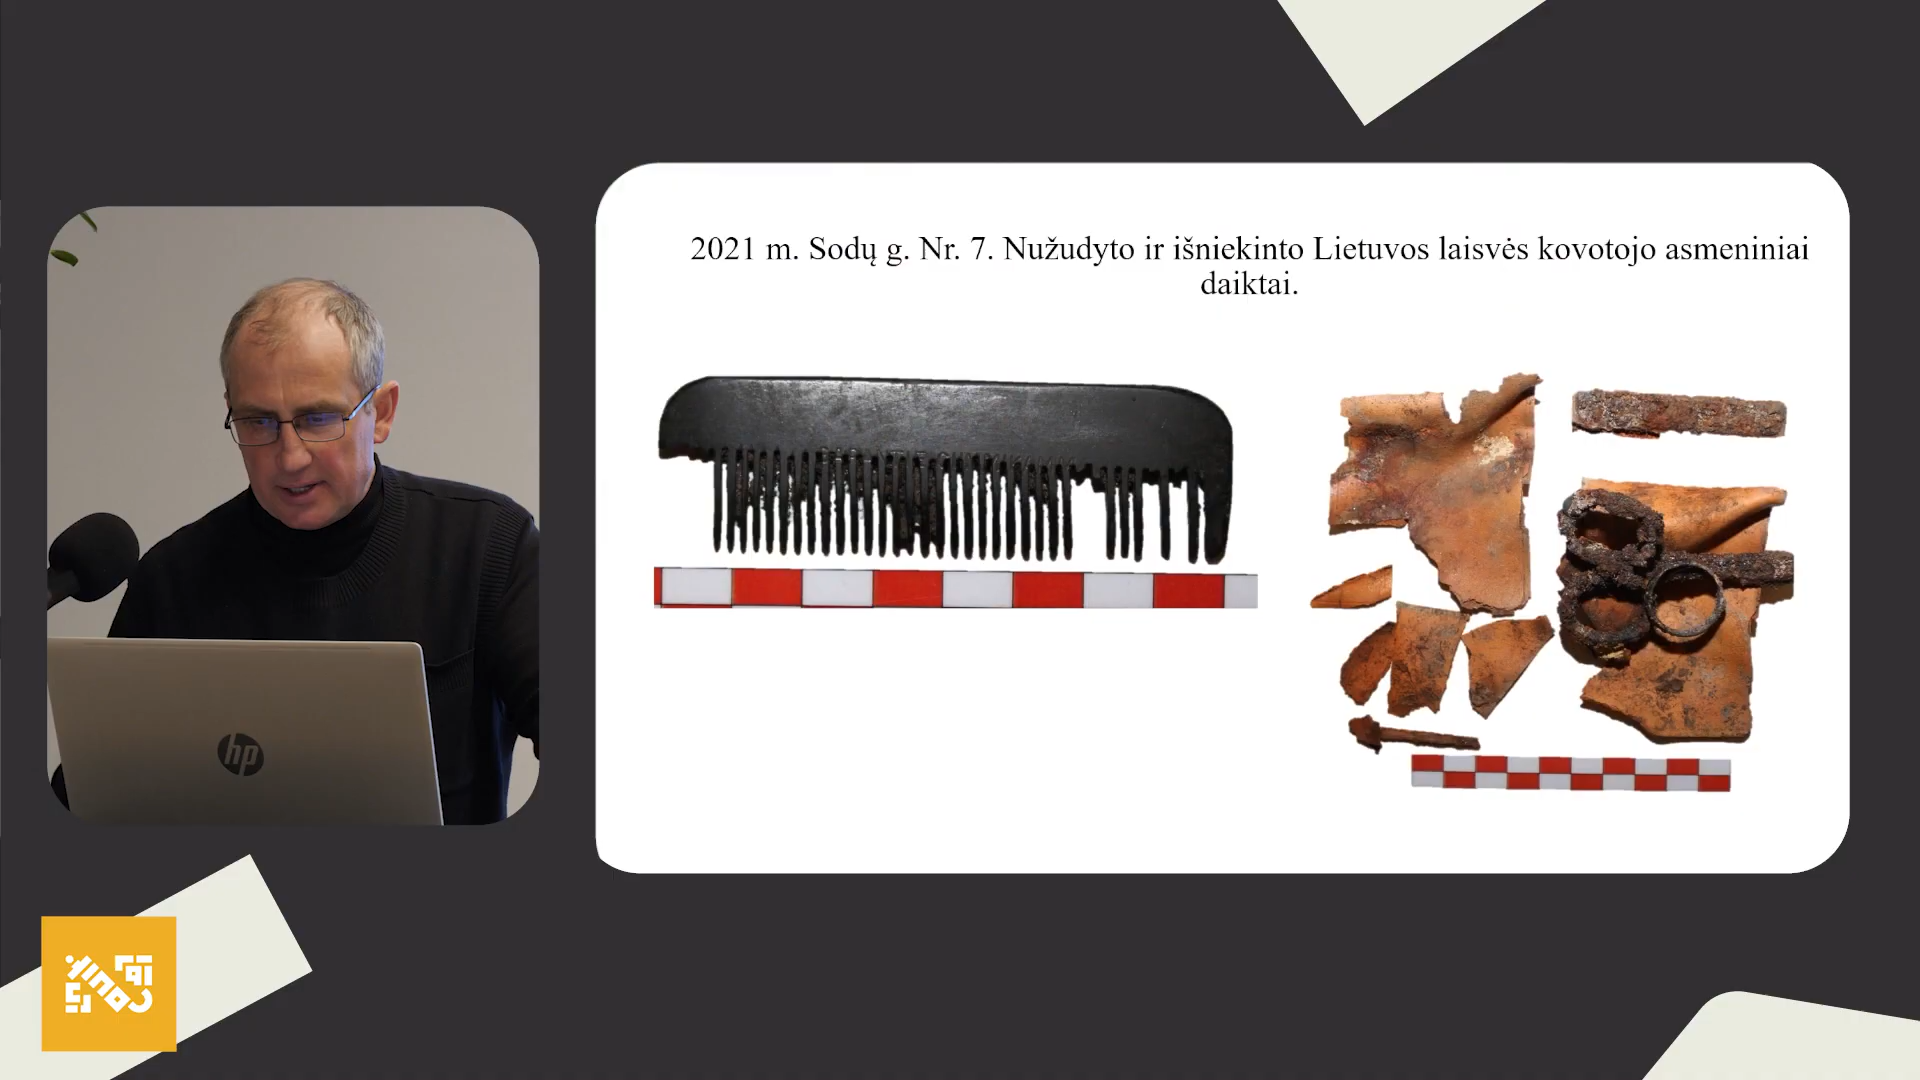 2021 m. Sodų g. Nr. 7. Nužudyto ir išniekinto Lietuvos laisvės kovotojo asmeniniai
daiktai.
hp